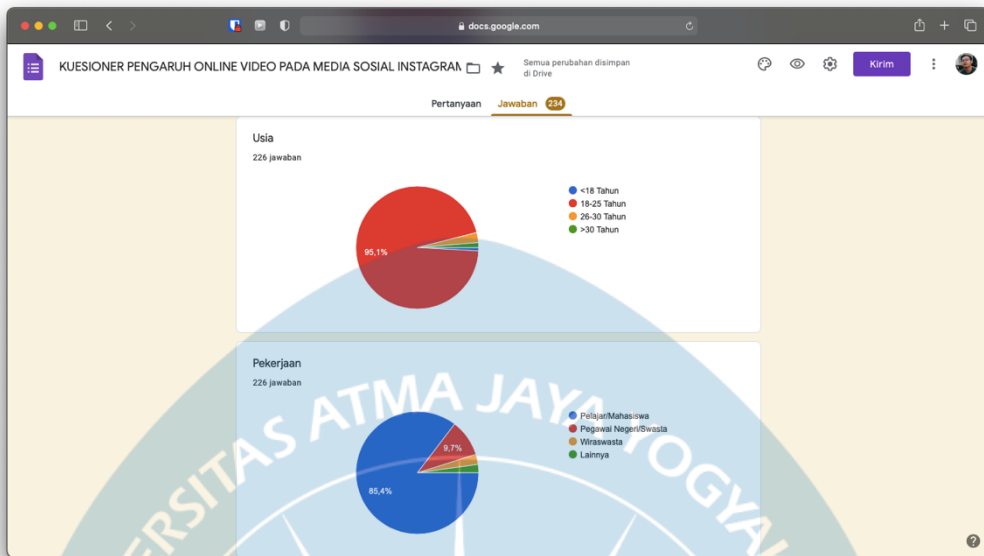 docs.google.com
KUESIONER PENGARUH ONLINE VIDEO PADA MEDIA SOSIAL INSTAGRAM
Semua perubahan disimpan
di Drive
Kirim
Pertanyaan Jawaban 234
Usia
226 jawaban
<18 Tahun
18-25 Tahun
26-30 Tahun
>30 Tahun
95,1%
Pekerjaan
226 jawaban
Pelajar/Mahasiswa
Pegawai Negeri/Swasta
Wiraswasta
Lainnya
9,7%
85,4%
RSITAS ATMA JAYA YOGYA